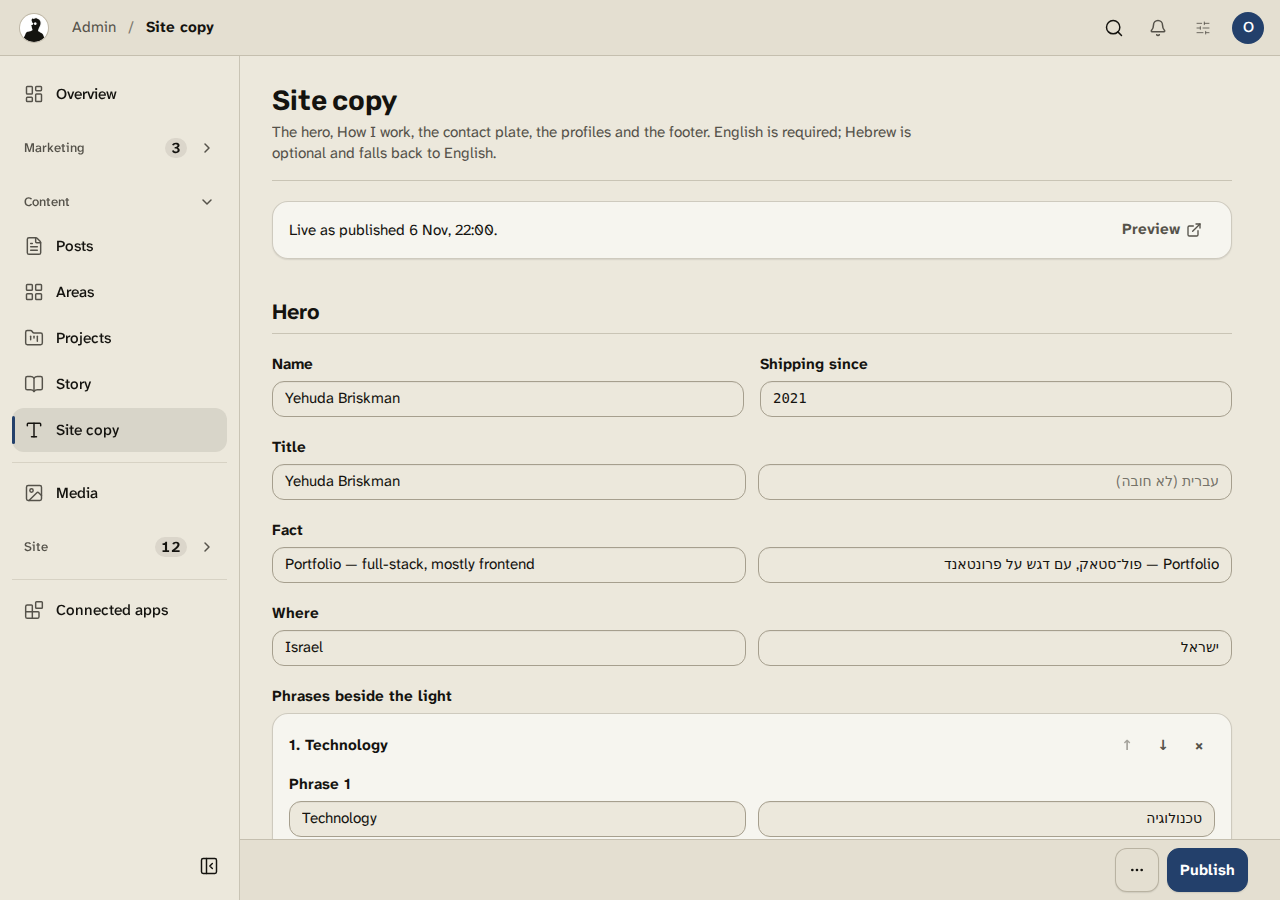 Admin / Site copy
O
Overview
Marketing 3
Content
Posts
Areas
Projects
Story
Site copy
Media
Site 12
Connected apps
Site copy
The hero, How I work, the contact plate, the profiles and the footer. English is required; Hebrew is
optional and falls back to English.
Live as published 6 Nov, 22:00.
Preview
Hero
Name
Shipping since
Yehuda Briskman
2021
Title
Yehuda Briskman
עברית (לא חובה)
Fact
Portfolio — full-stack, mostly frontend
Portfolio — פול־סטאק, עם דגש על פרונטאנד
Where
Israel
ישראל
Phrases beside the light
1. Technology
↑ ↓ ×
Phrase 1
Technology
טכנולוגיה
...
Publish